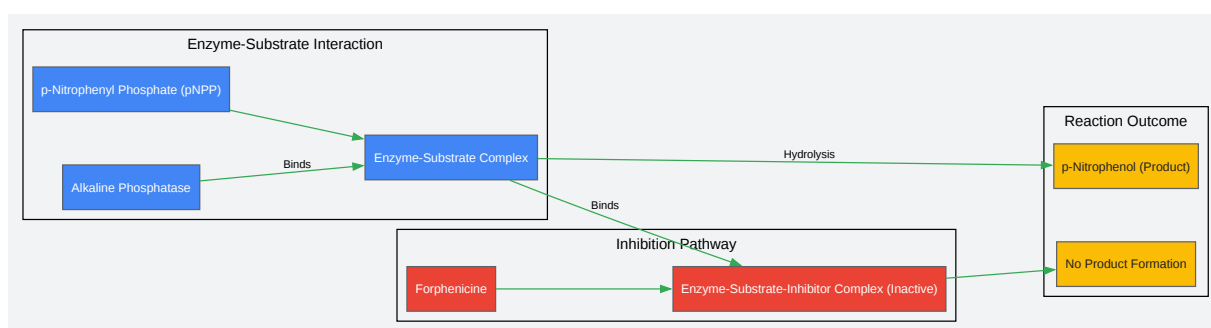 Enzyme-Substrate Interaction
p-Nitrophenyl Phosphate (pNPP)
Alkaline Phosphatase
Binds
Enzyme-Substrate Complex
Hydrolysis
Binds
Inhibition Pathway
Forphenicine
Enzyme-Substrate-Inhibitor Complex (Inactive)
Reaction Outcome
p-Nitrophenol (Product)
No Product Formation